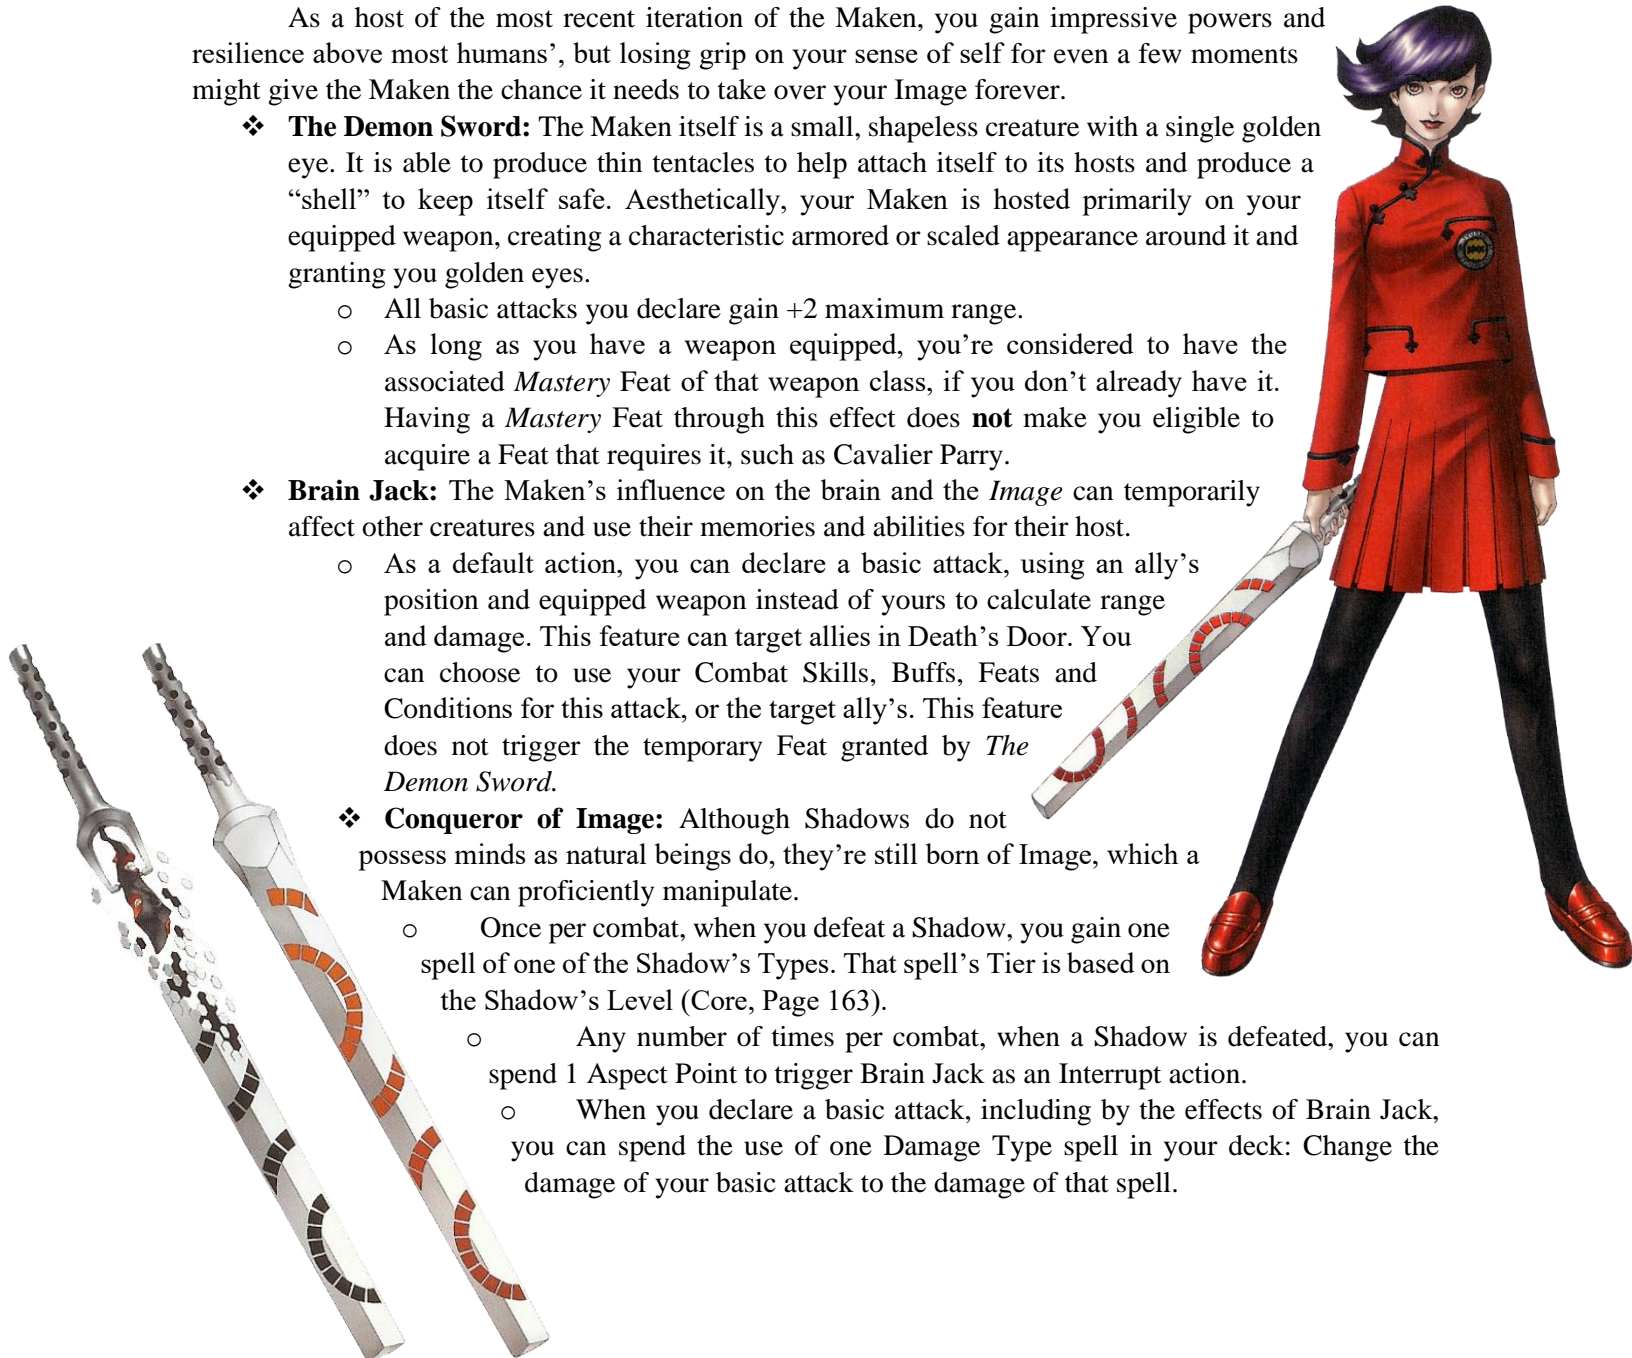 As a host of the most recent iteration of the Maken, you gain impressive powers and
resilience above most humans’, but losing grip on your sense of self for even a few moments
might give the Maken the chance it needs to take over your Image forever.
❖ The Demon Sword: The Maken itself is a small, shapeless creature with a single golden
eye. It is able to produce thin tentacles to help attach itself to its hosts and produce a
“shell” to keep itself safe. Aesthetically, your Maken is hosted primarily on your
equipped weapon, creating a characteristic armored or scaled appearance around it and
granting you golden eyes.
o All basic attacks you declare gain +2 maximum range.
o As long as you have a weapon equipped, you’re considered to have the
associated Mastery Feat of that weapon class, if you don’t already have it.
Having a Mastery Feat through this effect does not make you eligible to
acquire a Feat that requires it, such as Cavalier Parry.
❖ Brain Jack: The Maken’s influence on the brain and the Image can temporarily
affect other creatures and use their memories and abilities for their host.
o As a default action, you can declare a basic attack, using an ally’s
position and equipped weapon instead of yours to calculate range
and damage. This feature can target allies in Death’s Door. You
can choose to use your Combat Skills, Buffs, Feats and
Conditions for this attack, or the target ally’s. This feature
does not trigger the temporary Feat granted by The
Demon Sword.
❖ Conqueror of Image: Although Shadows do not
possess minds as natural beings do, they’re still born of Image, which a
Maken can proficiently manipulate.
o Once per combat, when you defeat a Shadow, you gain one
spell of one of the Shadow’s Types. That spell’s Tier is based on
the Shadow’s Level (Core, Page 163).
o Any number of times per combat, when a Shadow is defeated, you can
spend 1 Aspect Point to trigger Brain Jack as an Interrupt action.
o When you declare a basic attack, including by the effects of Brain Jack,
you can spend the use of one Damage Type spell in your deck: Change the
damage of your basic attack to the damage of that spell.